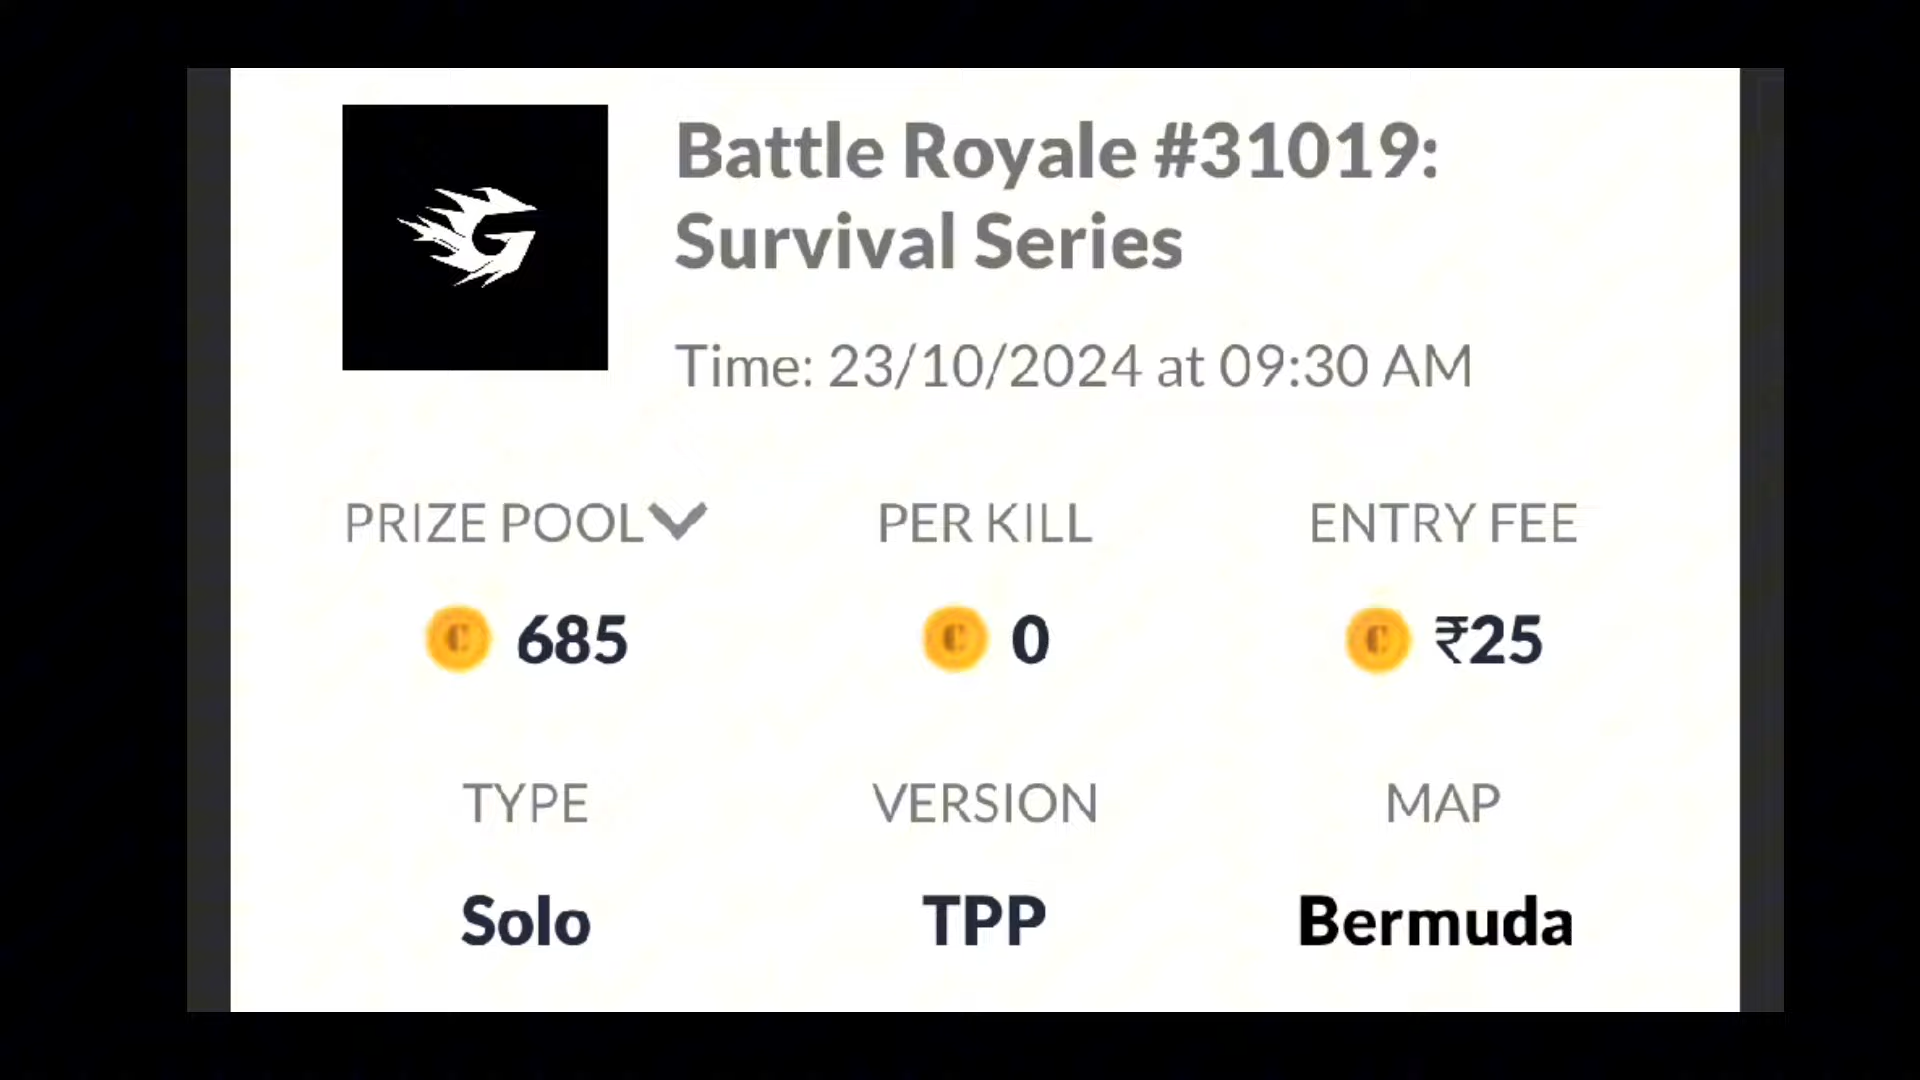 Battle Royale #31019:
Survival Series
Time: 23/10/2024 at 09:30 AM
PRIZE POOL PER KILL ENTRY FEE
685 0 ₹25
TYPE VERSION MAP
Solo TPP Bermuda